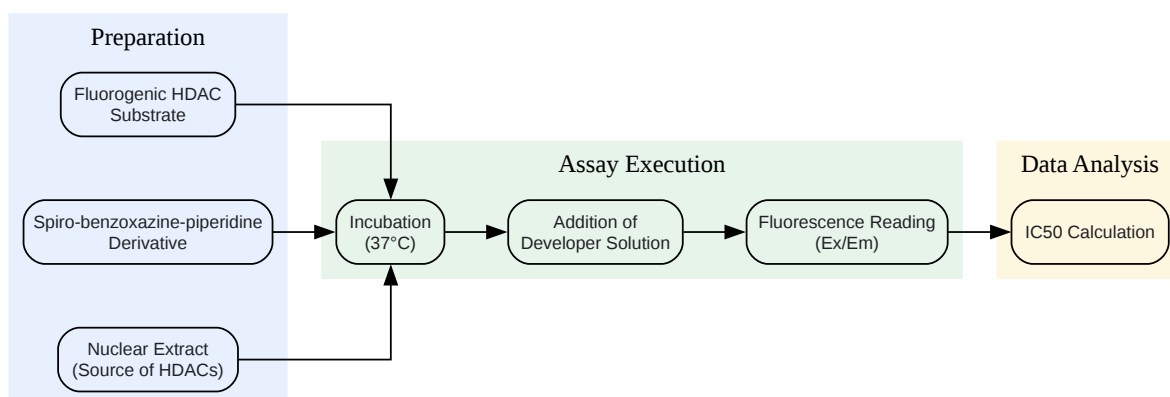 Preparation
Fluorogenic HDAC
Substrate
Spiro-benzoxazine-piperidine
Derivative
Nuclear Extract
(Source of HDACs)
Assay Execution
Incubation
(37°C)
Addition of
Developer Solution
Fluorescence Reading
(Ex/Em)
Data Analysis
IC50 Calculation